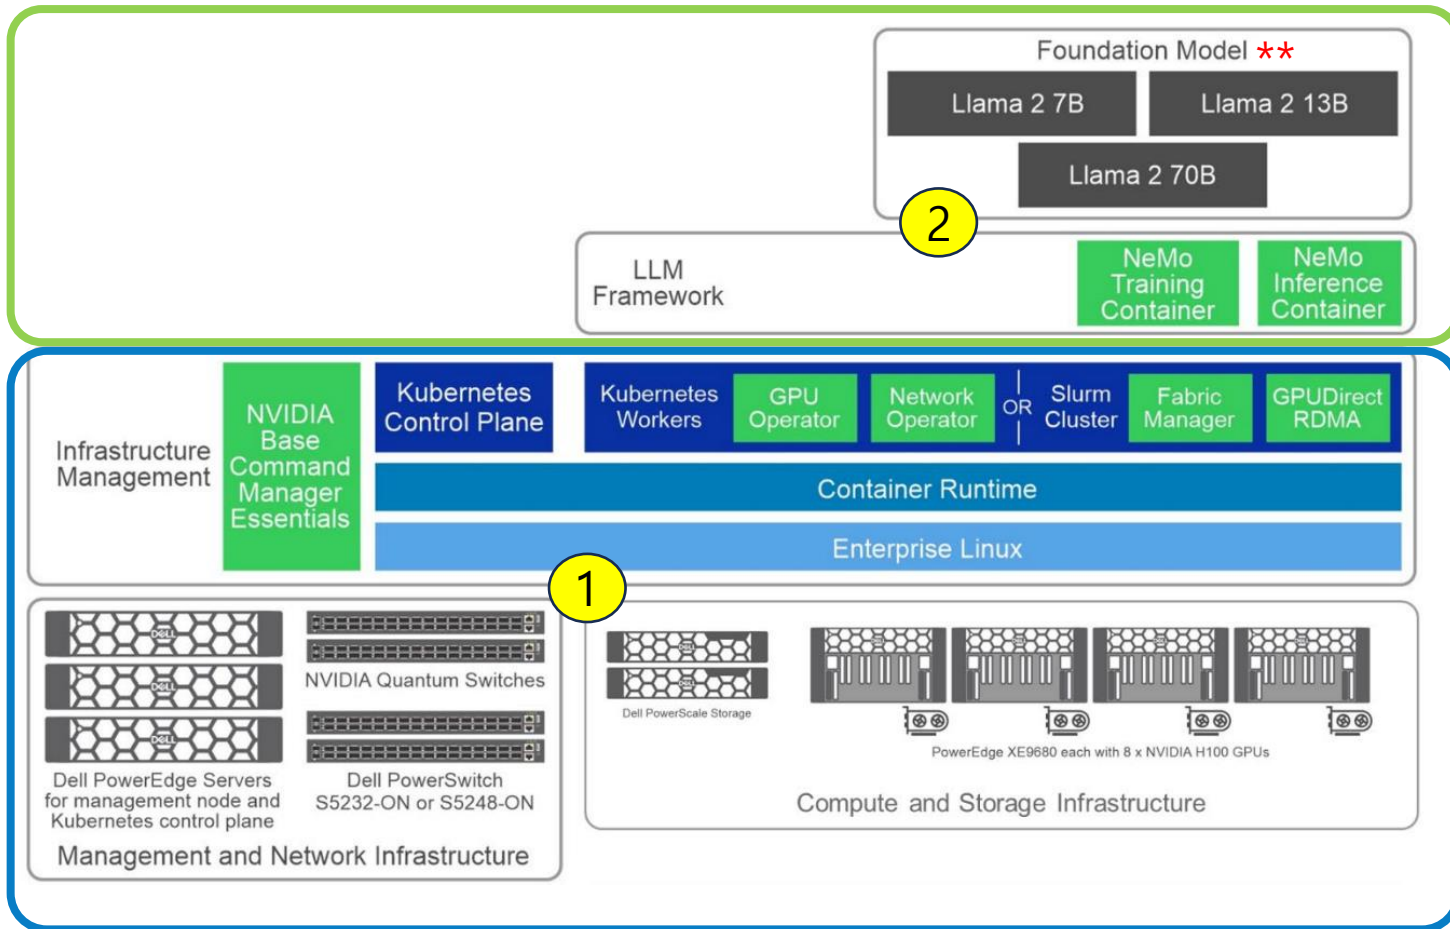 Foundation Model **
Llama 2 7B
Llama 2 13B
Llama 2 70B
2
LLM
Framework
NeMo
Training
Container
NeMo
Inference
Container
Infrastructure
Management
NVIDIA
Base
Command
Manager
Essentials
Kubernetes
Control Plane
Kubernetes
Workers
GPU
Operator
Network
Operator
OR
Slurm
Cluster
Fabric
Manager
GPUDirect
RDMA
Container Runtime
Enterprise Linux
1
DELL
DELL
DELL
NVIDIA Quantum Switches
Dell PowerEdge Servers
for management node and
Kubernetes control plane
Dell PowerSwitch
S5232-ON or S5248-ON
Management and Network Infrastructure
Dell PowerScale Storage
PowerEdge XE9680 each with 8 x NVIDIA H100 GPUs
Compute and Storage Infrastructure